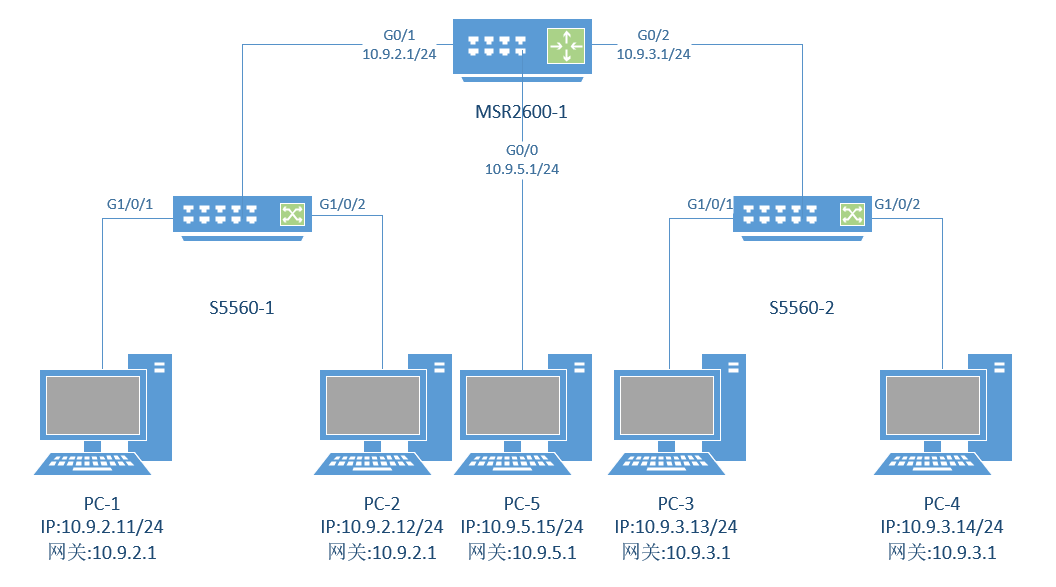 G0/1
10.9.2.1/24
G0/2
10.9.3.1/24
MSR2600-1
G0/0
10.9.5.1/24
G1/0/1
G1/0/2
G1/0/1
G1/0/2
S5560-1
S5560-2
PC-1
IP:10.9.2.11/24
网关:10.9.2.1
PC-2
IP:10.9.2.12/24
网关:10.9.2.1
PC-5
IP:10.9.5.15/24
网关:10.9.5.1
PC-3
IP:10.9.3.13/24
网关:10.9.3.1
PC-4
IP:10.9.3.14/24
网关:10.9.3.1